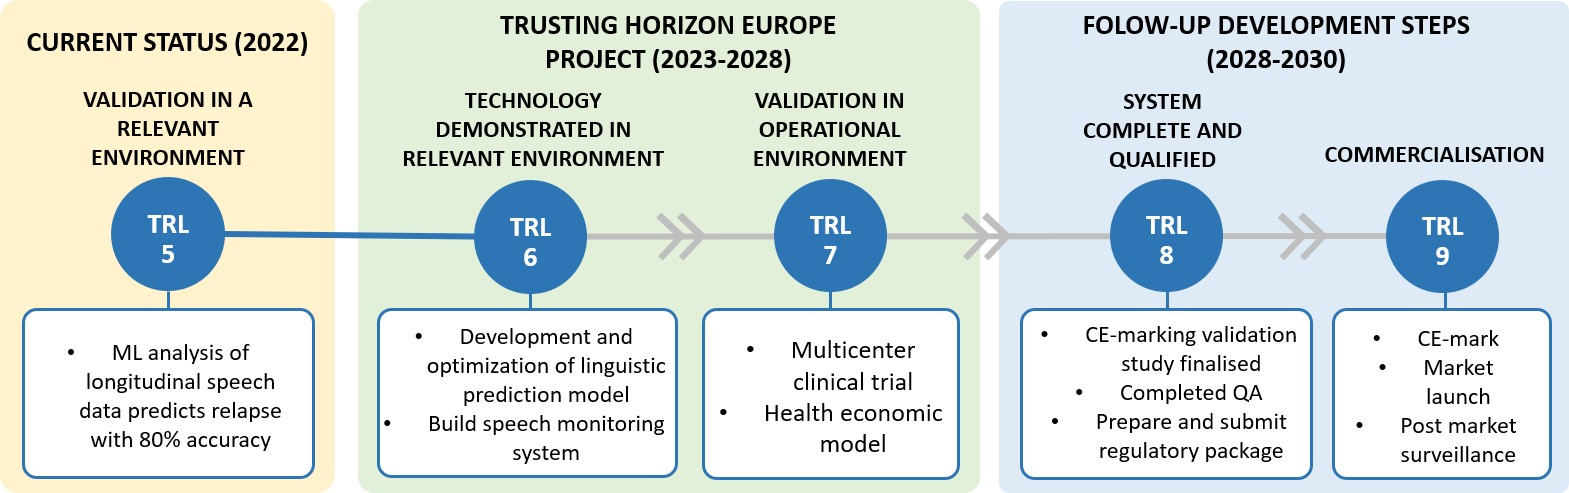 CURRENT STATUS (2022)
VALIDATION IN A
RELEVANT
ENVIRONMENT
TRL
5
• ML analysis of
longitudinal speech
data predicts relapse
with 80% accuracy
TRUSTING HORIZON EUROPE
PROJECT (2023-2028)
TECHNOLOGY
DEMONSTRATED IN
RELEVANT ENVIRONMENT
TRL
6
• Development and
optimization of linguistic
prediction model
• Build speech monitoring
system
VALIDATION IN
OPERATIONAL
ENVIRONMENT
TRL
7
• Multicenter
clinical trial
• Health economic
model
FOLOW-UP DEVELOPMENT STEPS
(2028-2030)
SYSTEM
COMPLETE AND
QUALIFIED
TRL
8
• CE-marking validation
study finalised
• Completed QA
• Prepare and submit
regulatory package
COMMERCIALISATION
TRL
9
• CE-mark
• Market
launch
• Post market
surveillance